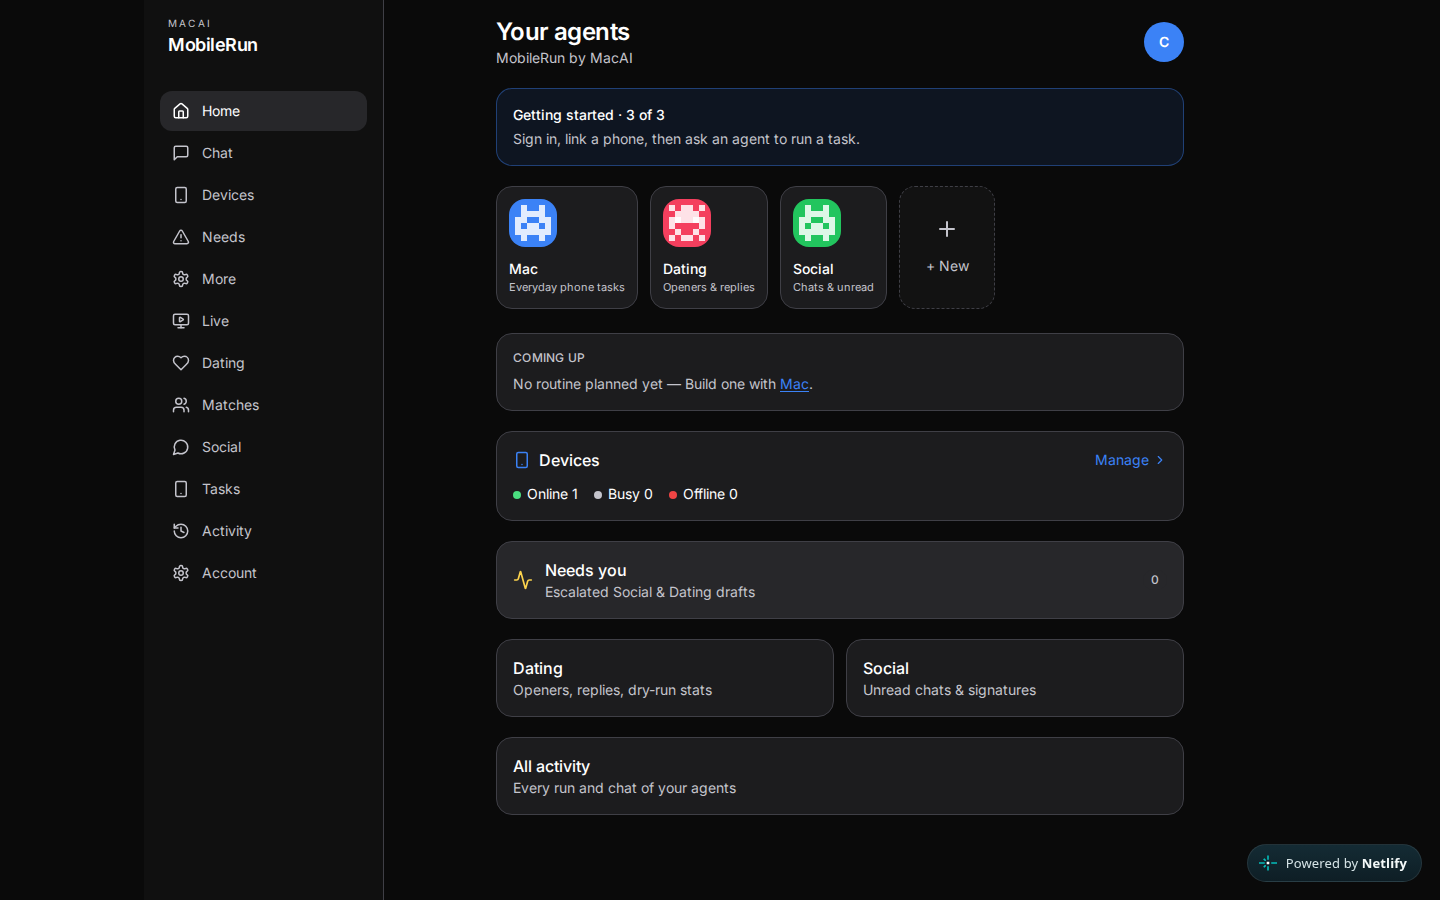 MACAI
MobileRun
Home
Chat
Devices
Needs
More
Live
Dating
Matches
Social
Tasks
Activity
Account
Your agents
MobileRun by MacAI
C
Getting started · 3 of 3
Sign in, link a phone, then ask an agent to run a task.
Mac
Everyday phone tasks
Dating
Openers & replies
Social
Chats & unread
+ New
COMING UP
No routine planned yet — Build one with Mac.
Devices
Manage
Online 1 Busy 0 Offline 0
Needs you
Escalated Social & Dating drafts
0
Dating
Openers, replies, dry-run stats
Social
Unread chats & signatures
All activity
Every run and chat of your agents
Powered by Netlify